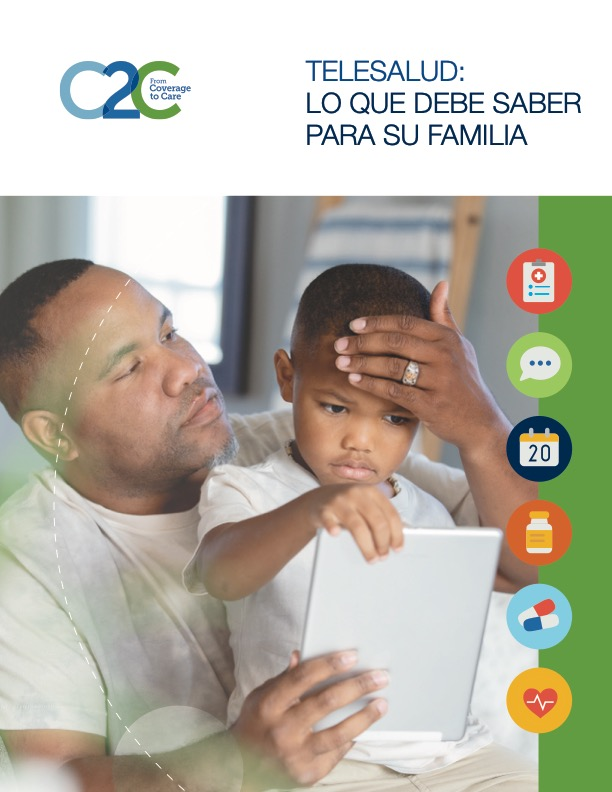 C2C
From
Coverage
to Care
TELESALUD:
LO QUE DEBE SABER
PARA SU FAMILIA
20